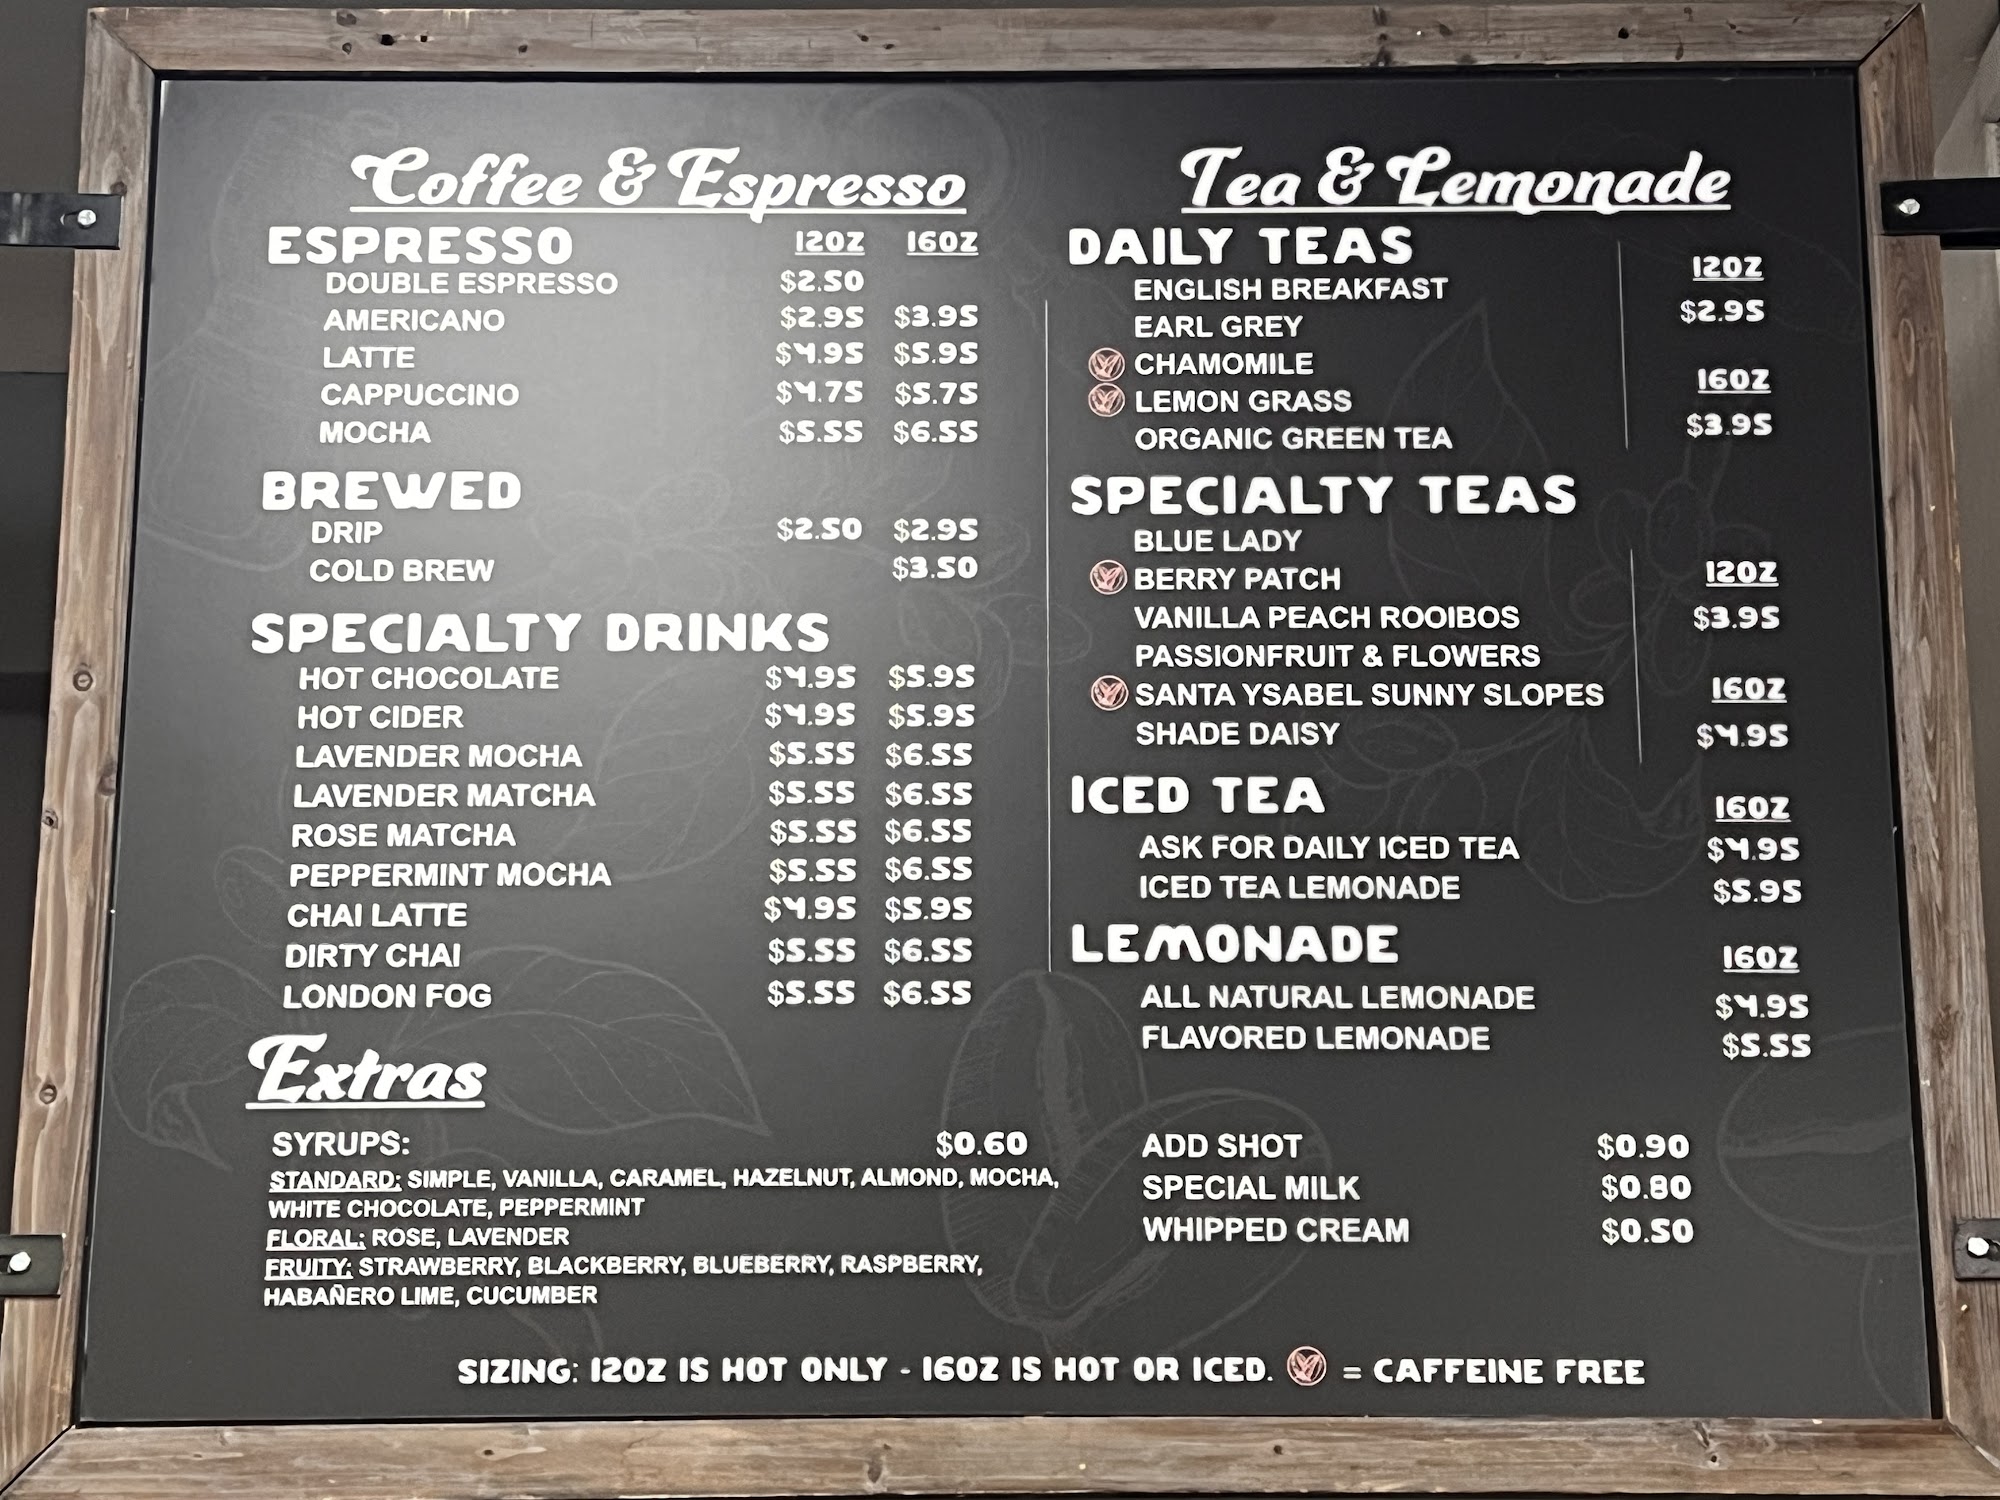 Coffee & Espresso
ESPRESSO 12OZ 16OZ
DOUBLE ESPRESSO $2.50
AMERICANO $2.95 $3.95
LATTE $4.95 $5.95
CAPPUCCINO $4.75 $5.75
MOCHA $5.55 $6.55
BREWED
DRIP $2.50 $2.95
COLD BREW $3.50
SPECIALTY DRINKS
HOT CHOCOLATE $4.95 $5.95
HOT CIDER $4.95 $5.95
LAVENDER MOCHA $5.55 $6.55
LAVENDER MATCHA $5.55 $6.55
ROSE MATCHA $5.55 $6.55
PEPPERMINT MOCHA $5.55 $6.55
CHAI LATTE $4.95 $5.95
DIRTY CHAI $5.55 $6.55
LONDON FOG $5.55 $6.55
Tea & Lemonade
DAILY TEAS
12OZ
ENGLISH BREAKFAST
$2.95
EARL GREY
CHAMOMILE
16OZ
LEMON GRASS
$3.95
ORGANIC GREEN TEA
SPECIALTY TEAS
BLUE LADY
12OZ
BERRY PATCH
VANILLA PEACH ROOIBOS $3.95
PASSIONFRUIT & FLOWERS
16OZ
SANTA YSABEL SUNNY SLOPES
SHADE DAISY $4.95
ICED TEA 16OZ
ASK FOR DAILY ICED TEA $4.95
ICED TEA LEMONADE $5.95
LEMONADE 16OZ
ALL NATURAL LEMONADE $4.95
FLAVORED LEMONADE $5.55
Extras
SYRUPS: $0.60
STANDARD: SIMPLE, VANILLA, CARAMEL, HAZELNUT, ALMOND, MOCHA,
WHITE CHOCOLATE, PEPPERMINT
FLORAL: ROSE, LAVENDER
FRUITY: STRAWBERRY, BLACKBERRY, BLUEBERRY, RASPBERRY,
HABAÑERO LIME, CUCUMBER
ADD SHOT $0.90
SPECIAL MILK $0.80
WHIPPED CREAM $0.50
SIZING: 12OZ IS HOT ONLY - 16OZ IS HOT OR ICED. = CAFFEINE FREE